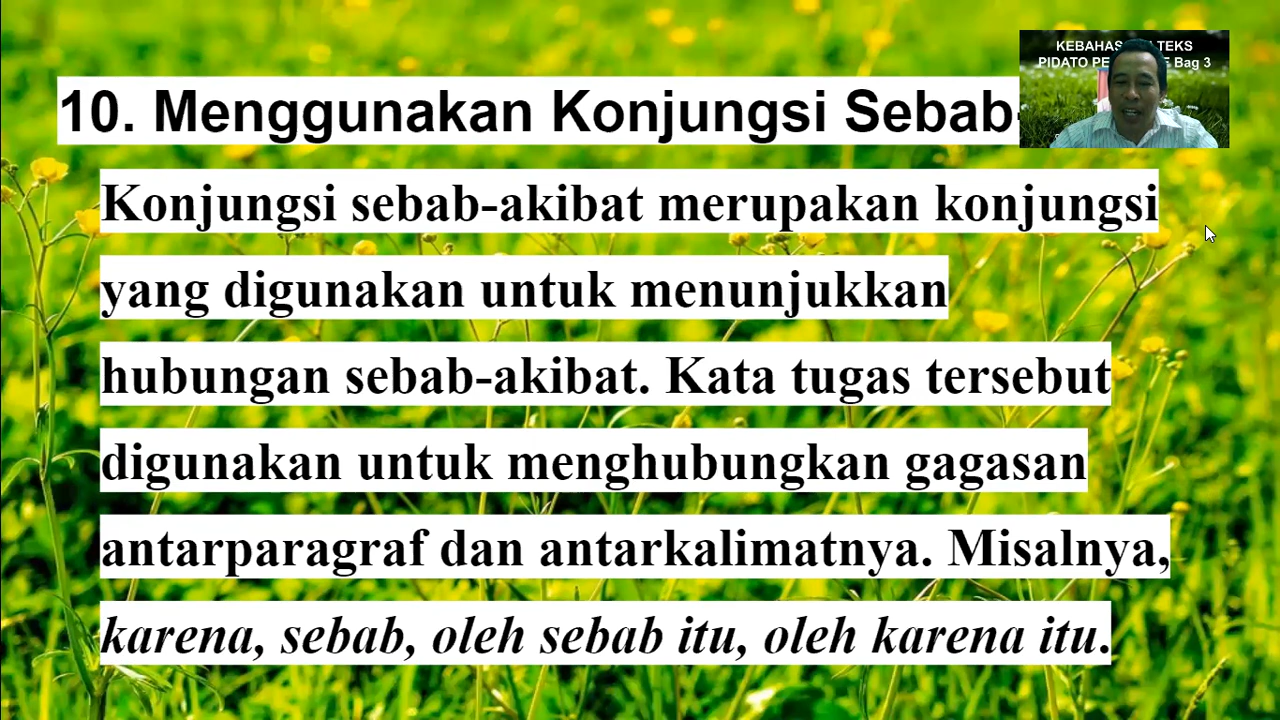 KEBAHAS TEKS
PIDATO PE Bag 3
10. Menggunakan Konjungsi Sebab-
Konjungsi sebab-akibat merupakan konjungsi
yang digunakan untuk menunjukkan
hubungan sebab-akibat. Kata tugas tersebut
digunakan untuk menghubungkan gagasan
antarparagraf dan antarkalimatnya. Misalnya,
karena, sebab, oleh sebab itu, oleh karena itu.